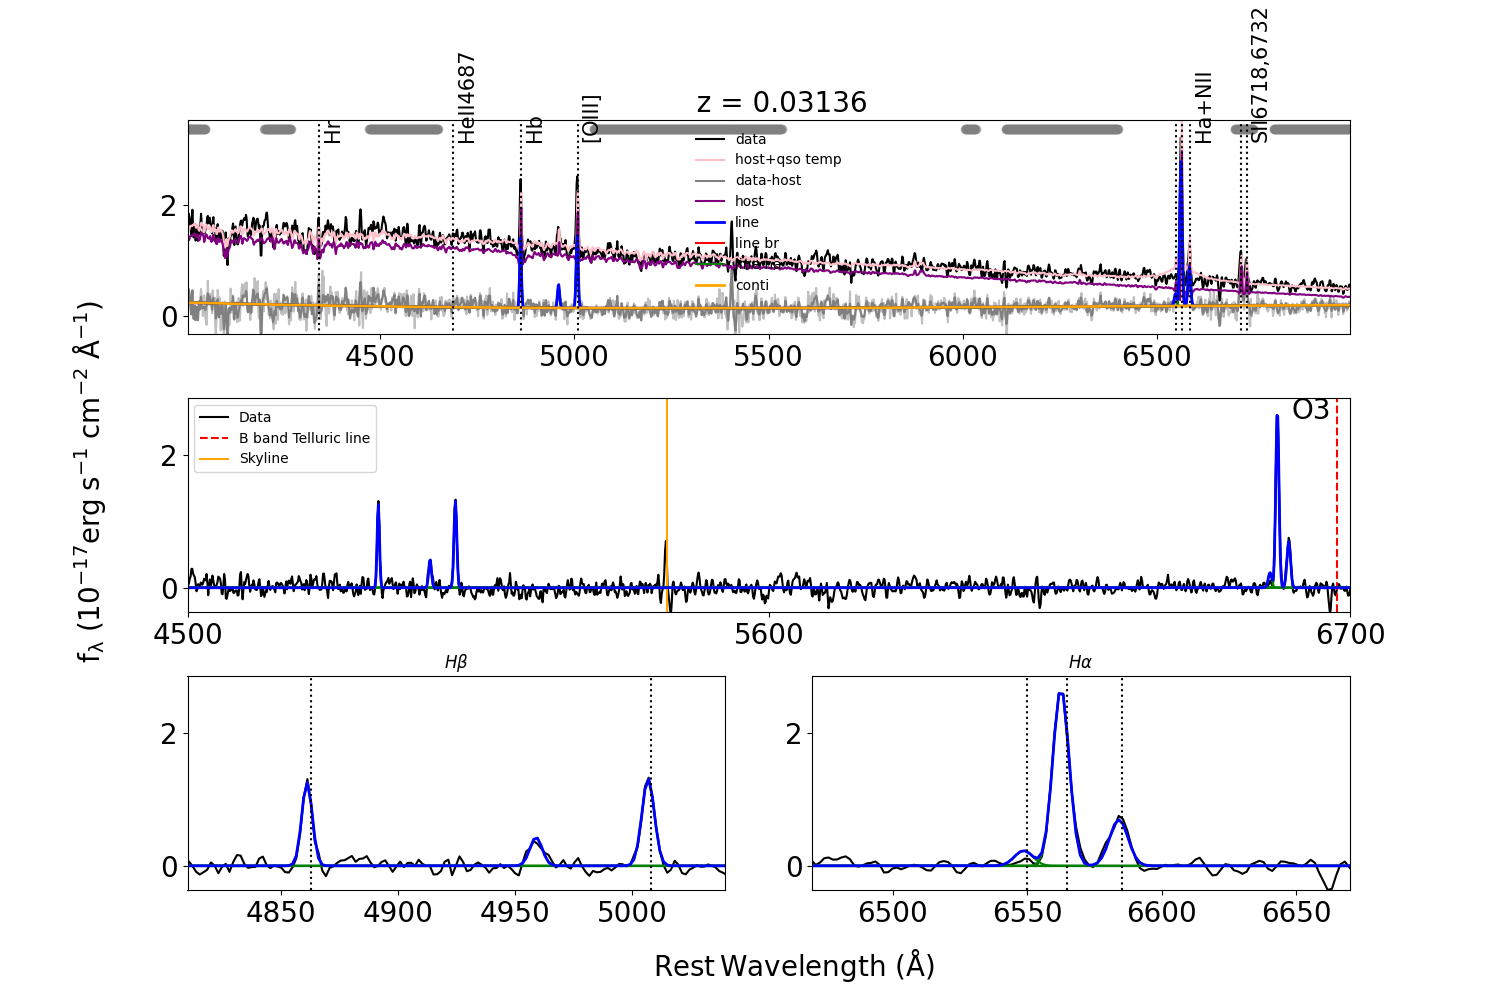 z = 0.03136
Hr
HeII4687
Hb
[OIII]
Ha+NII
SII6718,6732
data
host+qso temp
data-host
host
line
line br
conti
2
0
4500 5000 5500 6000 6500
Data
B band Telluric line
Skyline
O3
2
0
4500 5600 6700
fλ (10−17erg s−1 cm−2 Å−1)
Hβ
2
0
4850 4900 4950 5000
Hα
2
0
6500 6550 6600 6650
Rest Wavelength (Å)